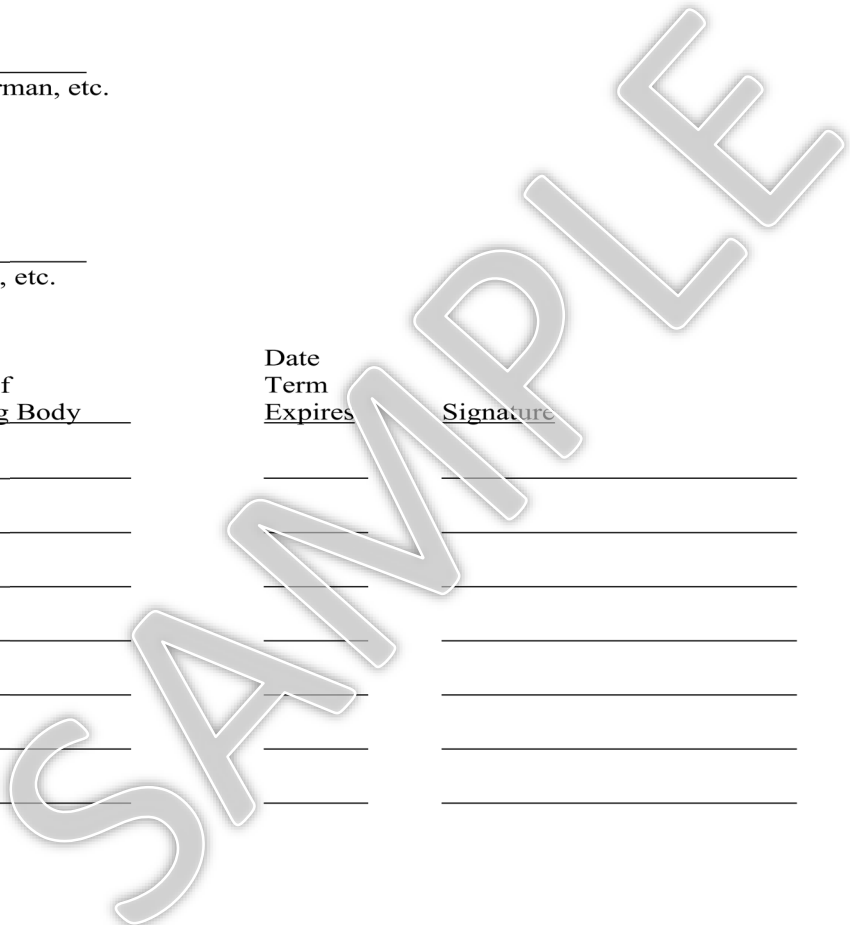 rman, etc.
, etc.
Date
f Term
g Body Expires Signature
SAMPLE